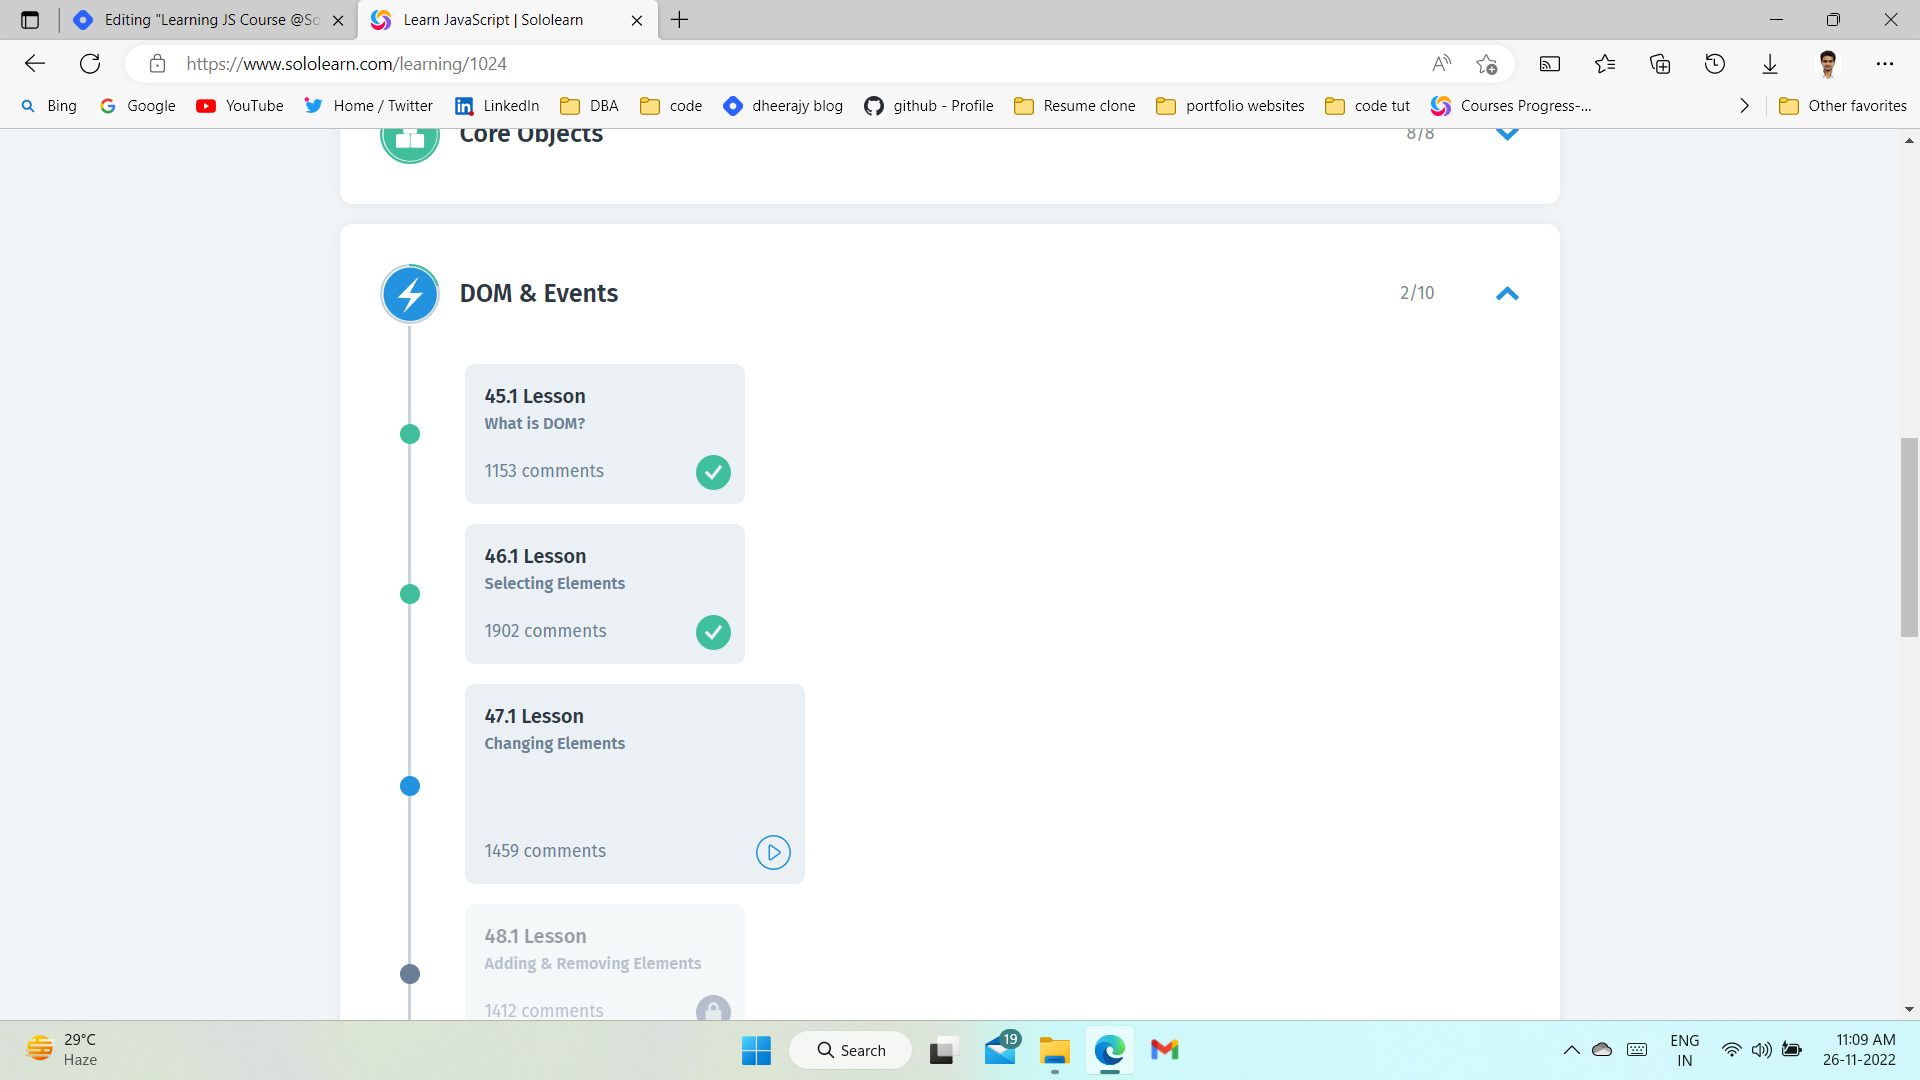 Editing "Learning JS Course @So
Learn JavaScript | Sololearn
https://www.sololearn.com/learning/1024
Bing
Google
YouTube
Home / Twitter
LinkedIn
DBA
code
dheerajy blog
github - Profile
Resume clone
portfolio websites
code tut
Courses Progress-...
Other favorites
Core Objects
8/8
DOM & Events
2/10
45.1 Lesson
What is DOM?
1153 comments
46.1 Lesson
Selecting Elements
1902 comments
47.1 Lesson
Changing Elements
1459 comments
48.1 Lesson
Adding & Removing Elements
1412 comments
29°C
Haze
Search
19
ENG
IN
11:09 AM
26-11-2022